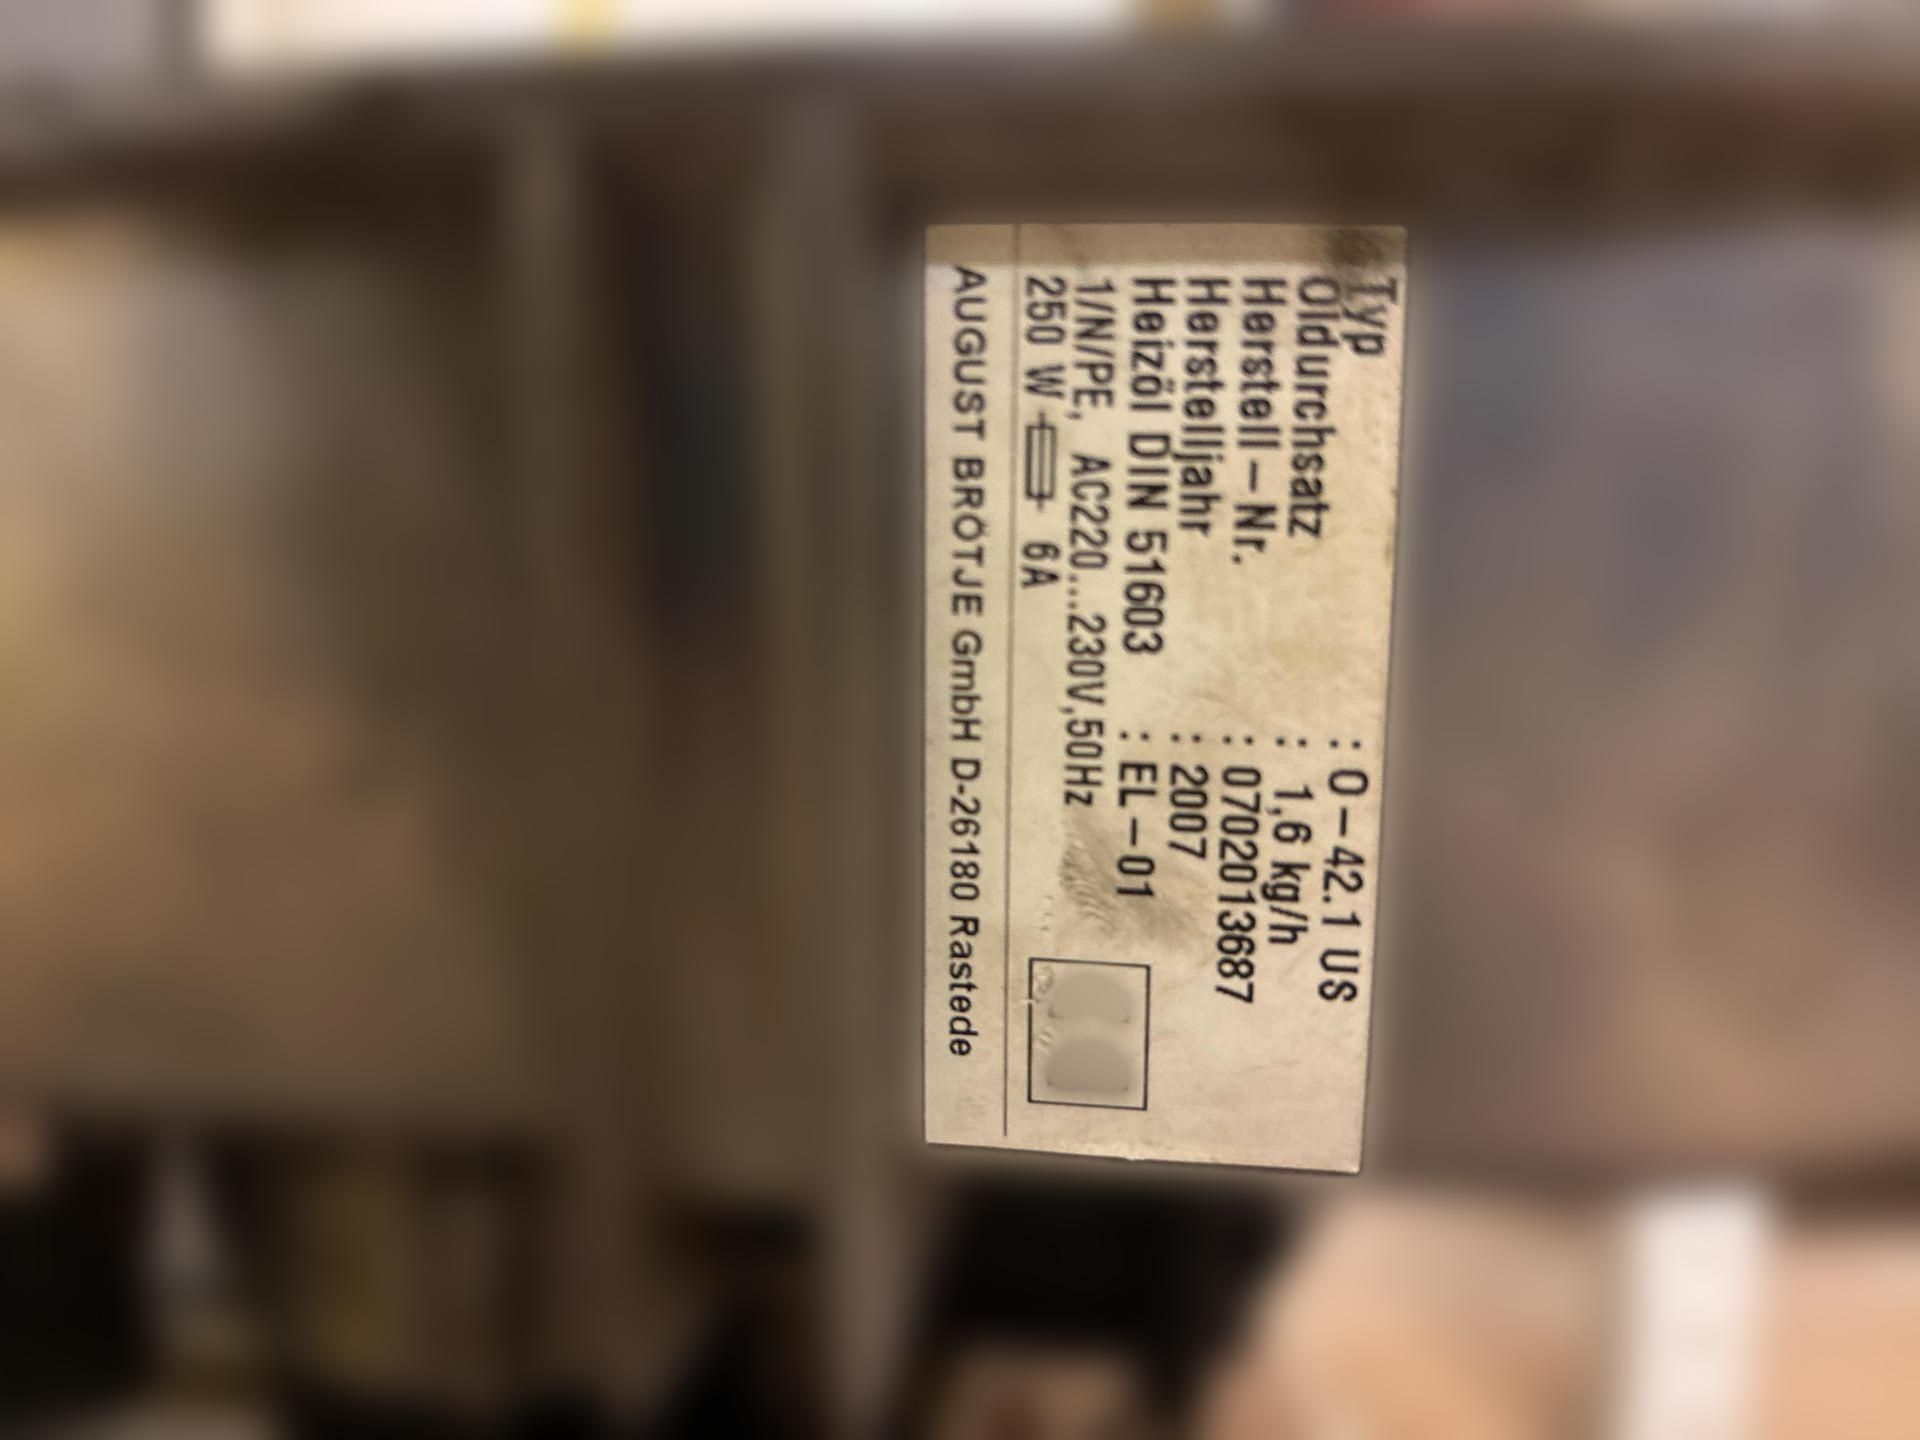 Typ : O-42.1 US
Öldurchsatz : 1,6 kg/h
Herstell-Nr. : 0702013687
Herstelljahr : 2007
Heizöl DIN 51603 : EL-01
1/N/PE, AC220...230V,50Hz
250 W 6A
AUGUST BRÖTJE GmbH D-26180 Rastede